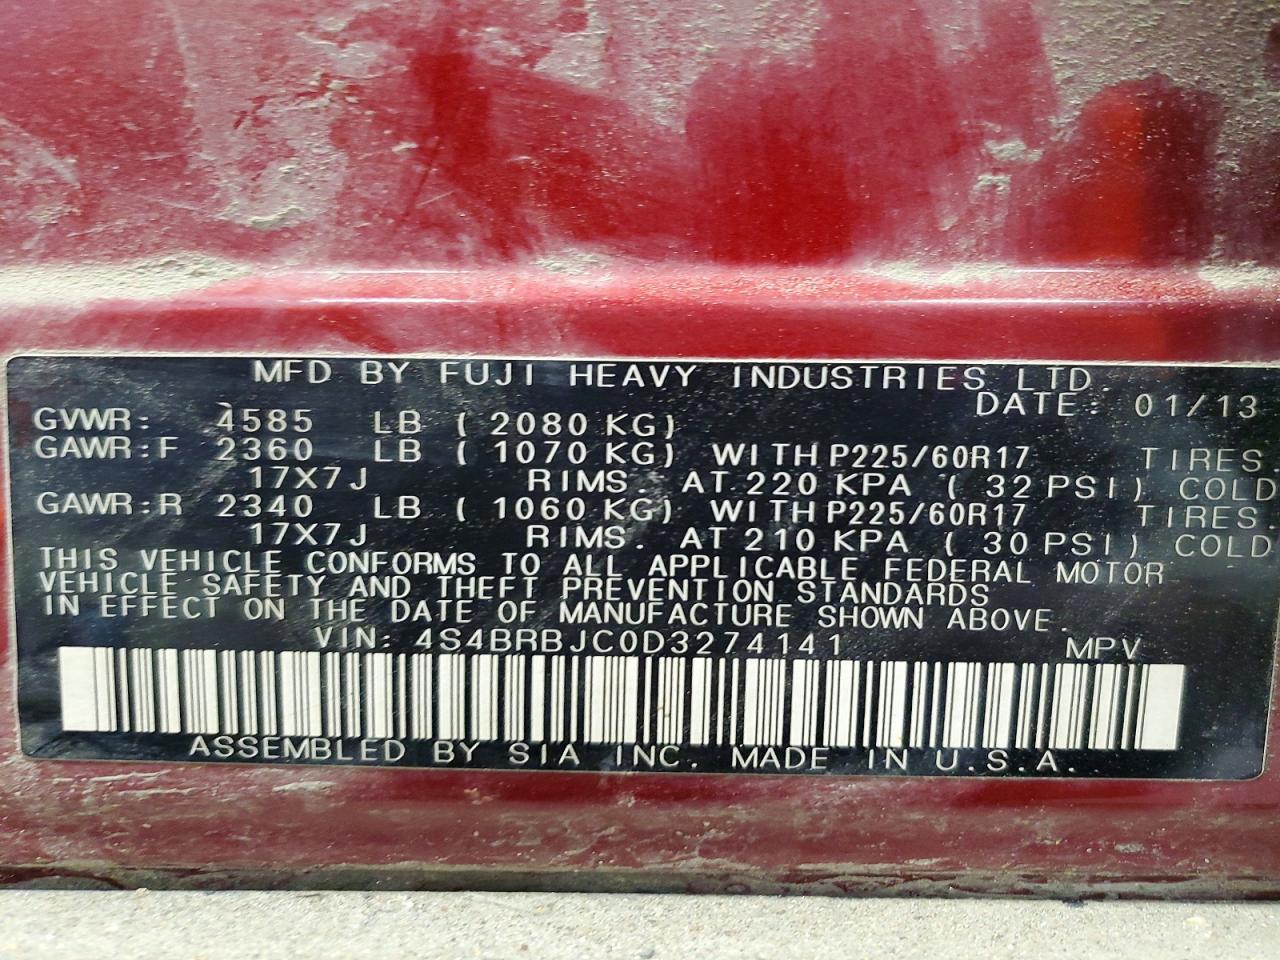 MFD BY FUJI HEAVY INDUSTRIES LTD.
DATE: 01/13
GVWR: 4585 LB ( 2080 KG)
GAWR:F 2360 LB ( 1070 KG) WITH P225/60R17 TIRES.
17X7J RIMS. AT 220 KPA ( 32 PSI) COLD
GAWR:R 2340 LB ( 1060 KG) WITH P225/60R17 TIRES.
17X7J RIMS. AT 210 KPA ( 30 PSI) COLD
THIS VEHICLE CONFORMS TO ALL APPLICABLE FEDERAL MOTOR
VEHICLE SAFETY AND THEFT PREVENTION STANDARDS
IN EFFECT ON THE DATE OF MANUFACTURE SHOWN ABOVE.
VIN: 4S4BRBJC0D3274141 MPV
ASSEMBLED BY SIA INC. MADE IN U.S.A.